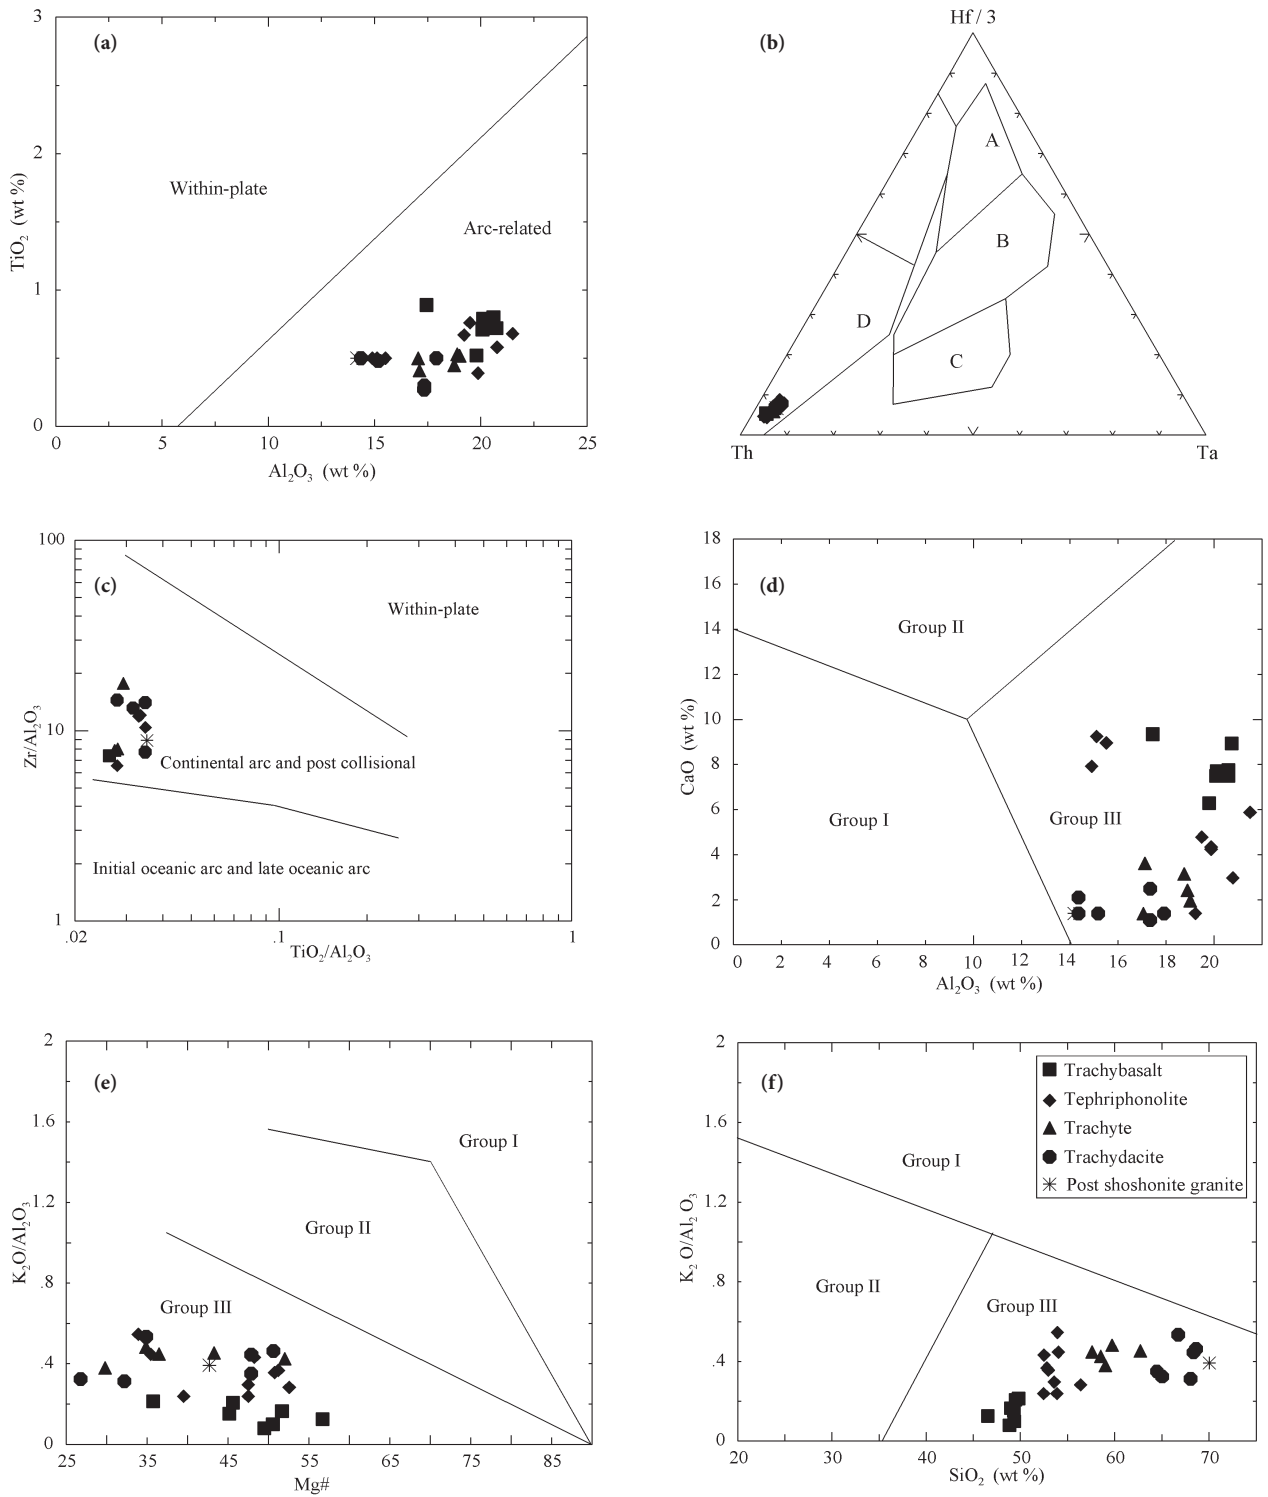 (a)
3
2
1
0
TiO2 (wt %)
Within-plate
Arc-related
0 5 10 15 20 25
Al2O3 (wt %)
(b)
Hf / 3
A
B
D
C
Th
Ta
(c)
100
10
1
Zr/Al2O3
Within-plate
Continental arc and post collisional
Initial oceanic arc and late oceanic arc
.02 .1 1
TiO2/Al2O3
(d)
18
16
14
12
10
8
6
4
2
0
CaO (wt %)
Group II
Group I
Group III
0 2 4 6 8 10 12 14 16 18 20
Al2O3 (wt %)
(e)
2
1.6
1.2
.8
.4
0
K2O/Al2O3
Group I
Group II
Group III
25 35 45 55 65 75 85
Mg#
(f)
2
1.6
1.2
.8
.4
0
K2 O/Al2 O3
Trachybasalt
Tephriphonolite
Trachyte
Trachydacite
Post shoshonite granite
Group I
Group II
Group III
20 30 40 50 60 70
SiO2 (wt %)